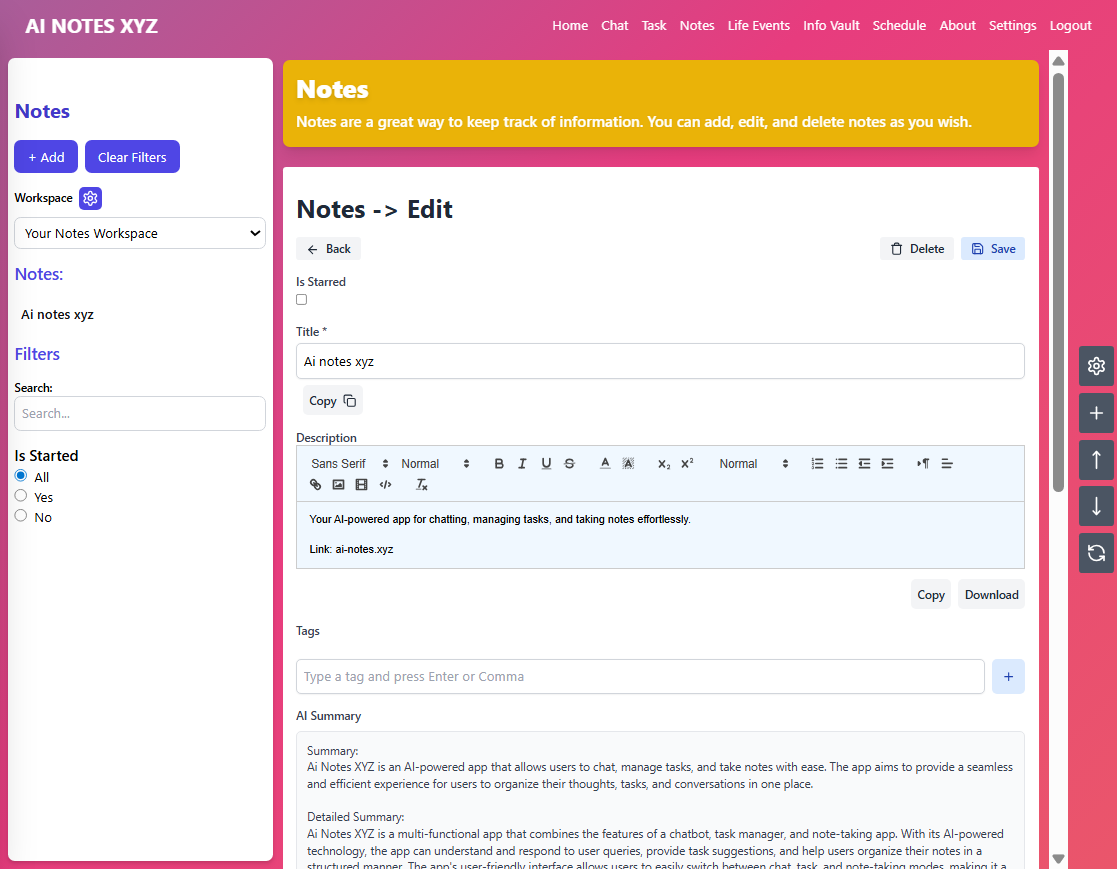 AI NOTES XYZ
Home Chat Task Notes Life Events Info Vault Schedule About Settings Logout
Notes
+ Add
Clear Filters
Workspace
Your Notes Workspace
Notes:
Ai notes xyz
Filters
Search:
Search...
Is Started
All
Yes
No
Notes
Notes are a great way to keep track of information. You can add, edit, and delete notes as you wish.
Notes -> Edit
Back
Delete
Save
Is Starred
Title *
Ai notes xyz
Copy
Description
Sans Serif Normal B I U S A A X₂ X² Normal
Your AI-powered app for chatting, managing tasks, and taking notes effortlessly.
Link: ai-notes.xyz
Copy Download
Tags
Type a tag and press Enter or Comma
+
AI Summary
Summary:
Ai Notes XYZ is an AI-powered app that allows users to chat, manage tasks, and take notes with ease. The app aims to provide a seamless
and efficient experience for users to organize their thoughts, tasks, and conversations in one place.
Detailed Summary:
Ai Notes XYZ is a multi-functional app that combines the features of a chatbot, task manager, and note-taking app. With its AI-powered
technology, the app can understand and respond to user queries, provide task suggestions, and help users organize their notes in a
structured manner. The app's user-friendly interface allows users to easily switch between chat, task, and note-taking modes, making it a